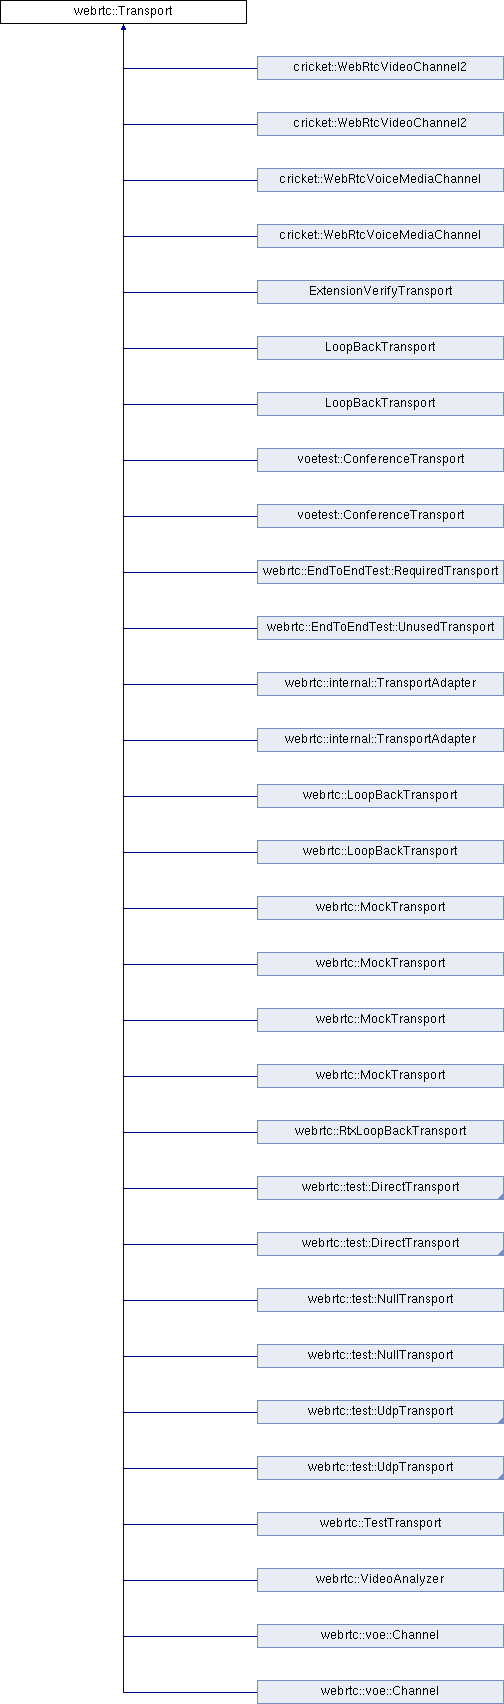 webrtc::Transport
cricket::WebRtcVideoChannel2
cricket::WebRtcVideoChannel2
cricket::WebRtcVoiceMediaChannel
cricket::WebRtcVoiceMediaChannel
ExtensionVerifyTransport
LoopBackTransport
LoopBackTransport
voetest::ConferenceTransport
voetest::ConferenceTransport
webrtc::EndToEndTest::RequiredTransport
webrtc::EndToEndTest::UnusedTransport
webrtc::internal::TransportAdapter
webrtc::internal::TransportAdapter
webrtc::LoopBackTransport
webrtc::LoopBackTransport
webrtc::MockTransport
webrtc::MockTransport
webrtc::MockTransport
webrtc::MockTransport
webrtc::RtxLoopBackTransport
webrtc::test::DirectTransport
webrtc::test::DirectTransport
webrtc::test::NullTransport
webrtc::test::NullTransport
webrtc::test::UdpTransport
webrtc::test::UdpTransport
webrtc::TestTransport
webrtc::VideoAnalyzer
webrtc::voe::Channel
webrtc::voe::Channel